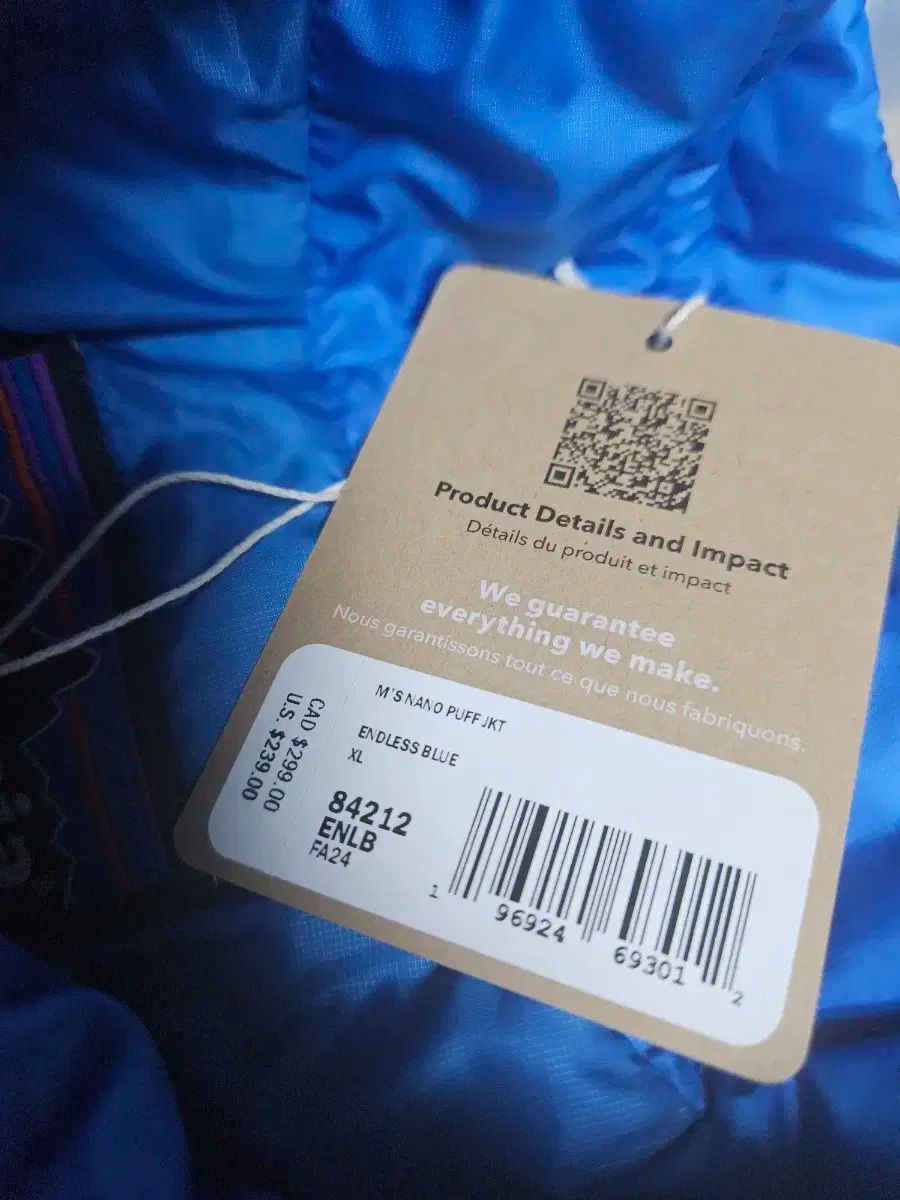 Product Details and Impact
Détails du produit et impact
We guarantee
everything we make.
Nous garantissons tout ce que nous fabriquons.
M'S NANO PUFF JKT
ENDLESS BLUE
XL
CAD $299.00
U.S. $239.00
84212
ENLB
FA24
1 96924 69301 2